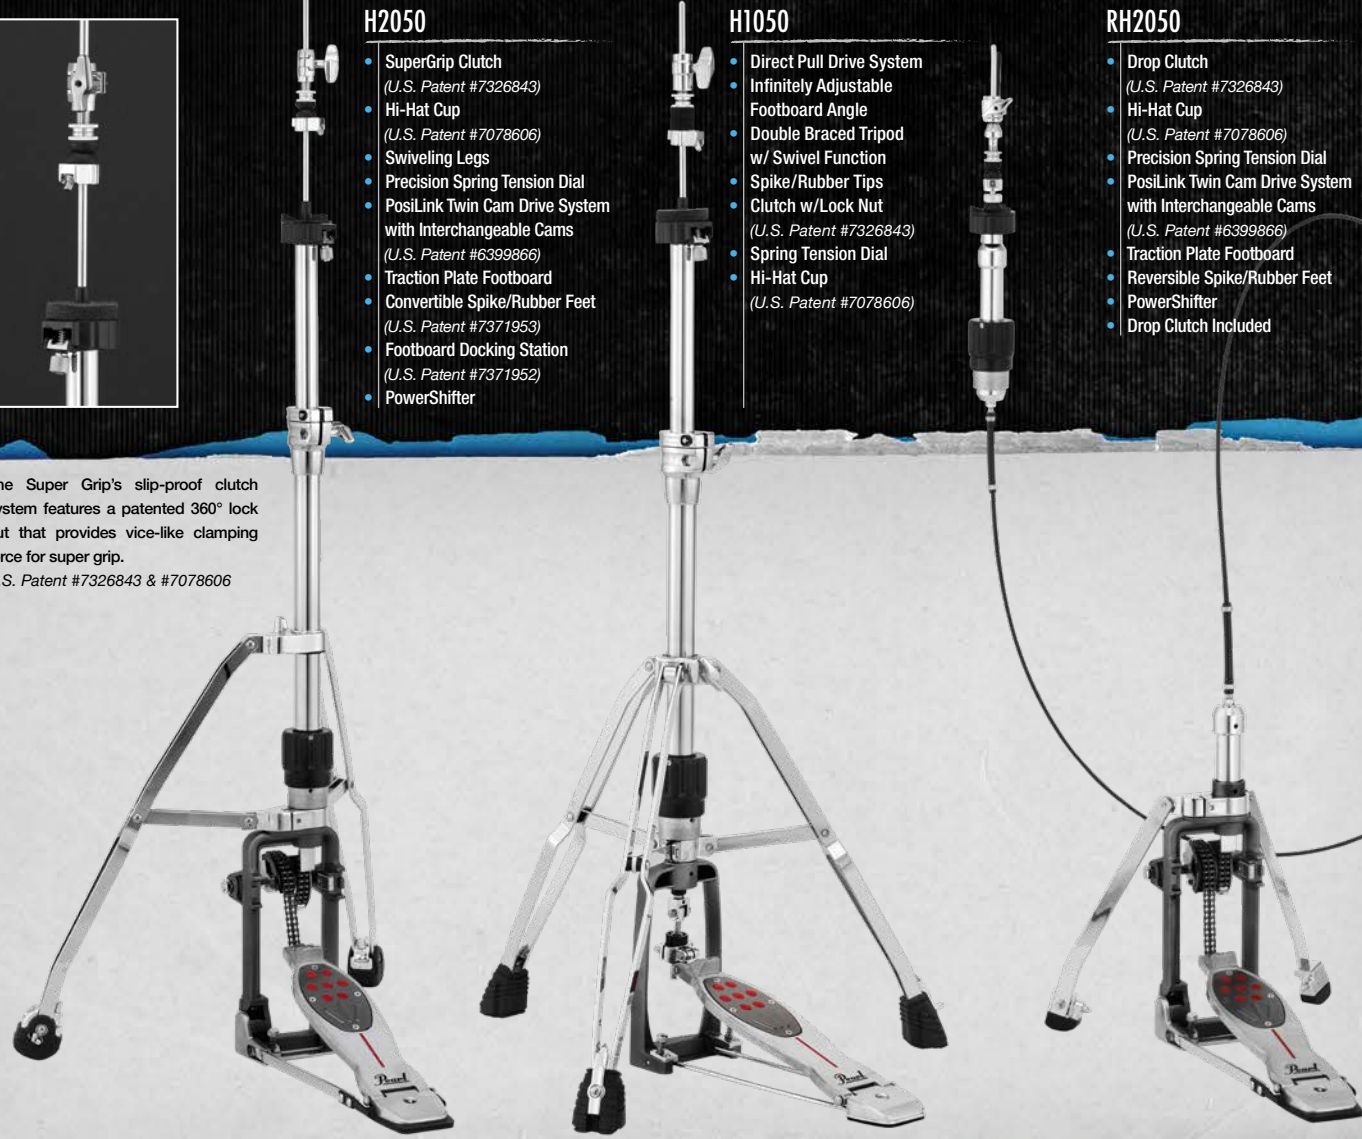 H2050
• SuperGrip Clutch
(U.S. Patent #7326843)
• Hi-Hat Cup
(U.S. Patent #7078606)
• Swiveling Legs
• Precision Spring Tension Dial
• PosiLink Twin Cam Drive System
with Interchangeable Cams
(U.S. Patent #6399866)
• Traction Plate Footboard
• Convertible Spike/Rubber Feet
(U.S. Patent #7371953)
• Footboard Docking Station
(U.S. Patent #7371952)
• PowerShifter
H1050
• Direct Pull Drive System
• Infinitely Adjustable
Footboard Angle
• Double Braced Tripod
w/ Swivel Function
• Spike/Rubber Tips
• Clutch w/Lock Nut
(U.S. Patent #7326843)
• Spring Tension Dial
• Hi-Hat Cup
(U.S. Patent #7078606)
RH2050
• Drop Clutch
(U.S. Patent #7326843)
• Hi-Hat Cup
(U.S. Patent #7078606)
• Precision Spring Tension Dial
• PosiLink Twin Cam Drive System
with Interchangeable Cams
(U.S. Patent #6399866)
• Traction Plate Footboard
• Reversible Spike/Rubber Feet
• PowerShifter
• Drop Clutch Included
Super Grip's slip-proof clutch
features a patented 360° lock
that provides vice-like clamping
for super grip.
S. Patent #7326843 & #7078606
Pearl
Pearl
Pearl